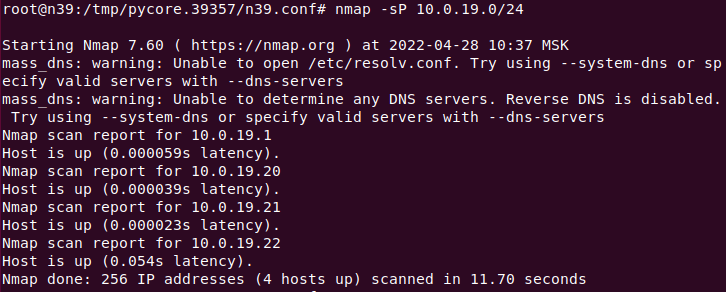 root@n39:/tmp/pycore.39357/n39.conf# nmap -sP 10.0.19.0/24
Starting Nmap 7.60 ( https://nmap.org ) at 2022-04-28 10:37 MSK
mass_dns: warning: Unable to open /etc/resolv.conf. Try using --system-dns or sp
ecify valid servers with --dns-servers
mass_dns: warning: Unable to determine any DNS servers. Reverse DNS is disabled.
 Try using --system-dns or specify valid servers with --dns-servers
Nmap scan report for 10.0.19.1
Host is up (0.000059s latency).
Nmap scan report for 10.0.19.20
Host is up (0.000039s latency).
Nmap scan report for 10.0.19.21
Host is up (0.000023s latency).
Nmap scan report for 10.0.19.22
Host is up (0.054s latency).
Nmap done: 256 IP addresses (4 hosts up) scanned in 11.70 seconds